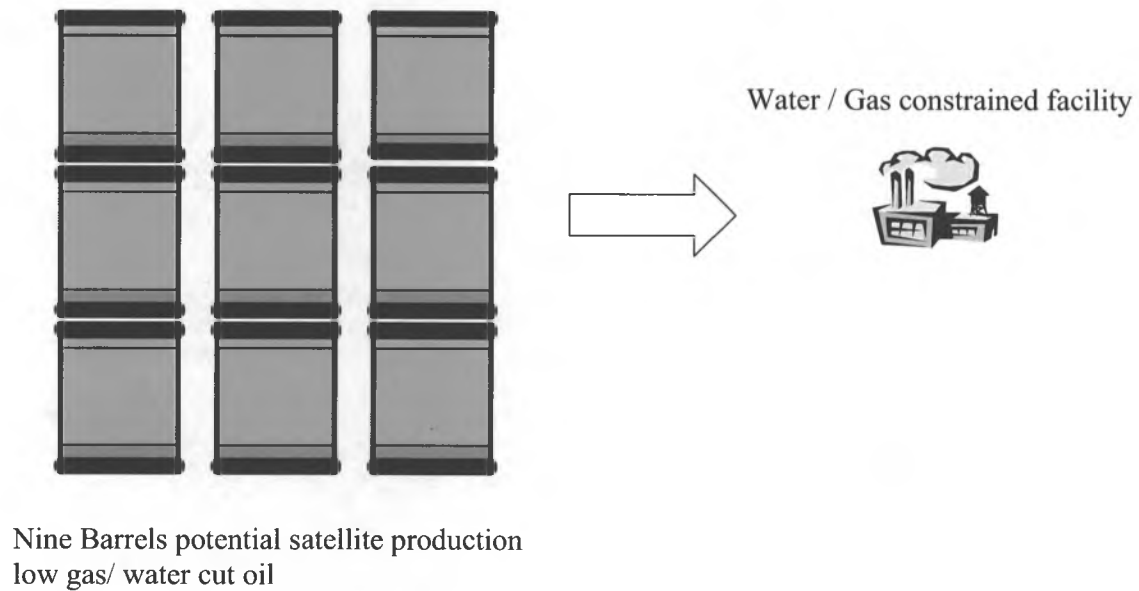 Water / Gas constrained facility
Nine Barrels potential satellite production
low gas/ water cut oil